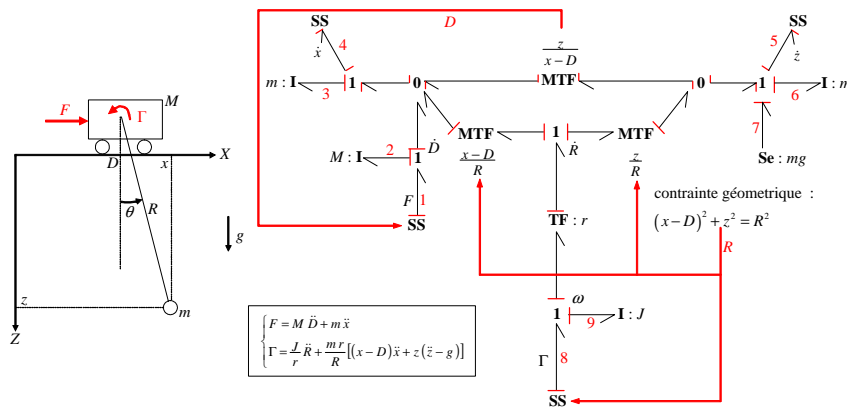 F
Γ
M
D
x
X
θ
R
g
z
m
Z
D
SS
ẋ
4
z/(x−D)
SS
5
ż
m : I
3
1
0
MTF
0
1
6
I : m
7
MTF
Ḋ
1
Ṙ
MTF
M : I
2
1
(x−D)/R
z/R
Se : mg
F
1
SS
TF : r
contrainte géometrique :
(x−D)² + z² = R²
R
ω
1
9
I : J
Γ
8
SS
F = M D̈ + m ẍ
Γ = J/r R̈ + m r/R [(x−D) ẍ + z (z̈−g)]